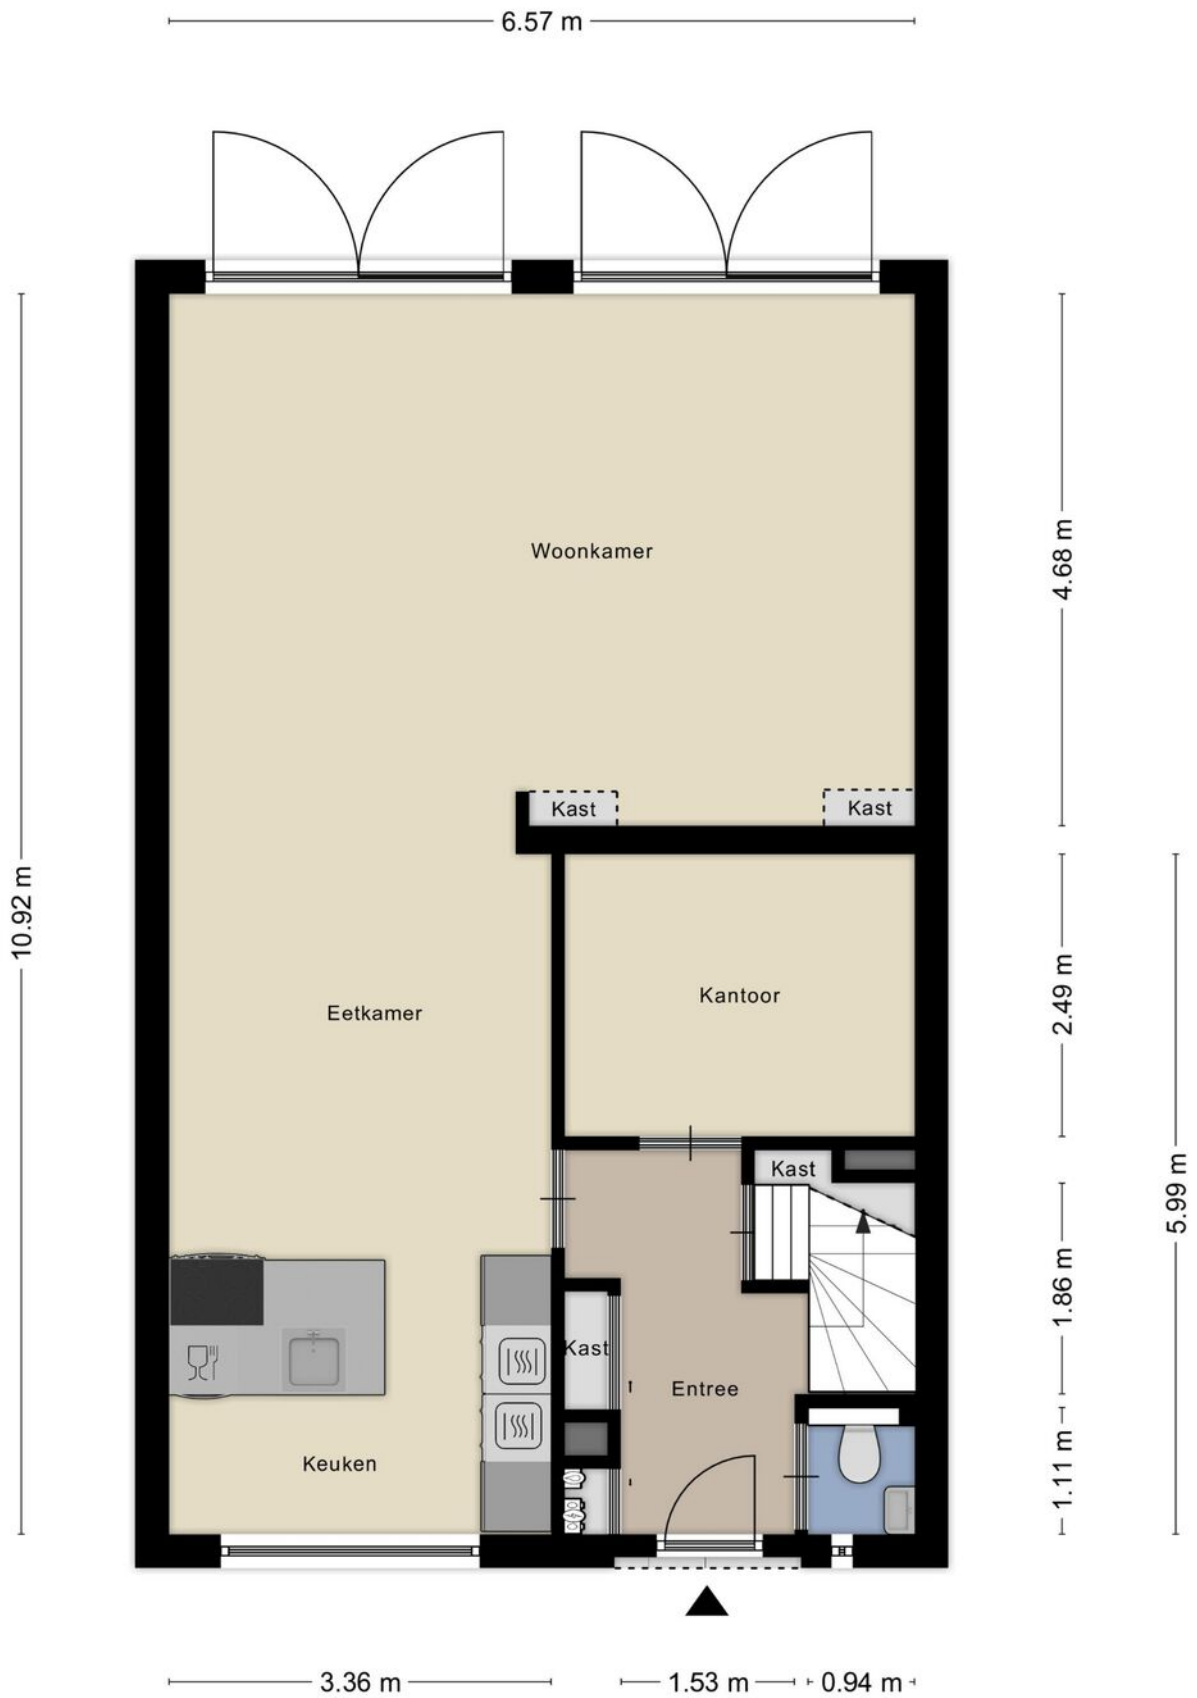 6.57 m
Woonkamer
4.68 m
Kast
Kast
10.92 m
Eetkamer
Kantoor
2.49 m
Kast
5.99 m
1.86 m
Kast
Entree
Keuken
1.11 m
3.36 m
1.53 m
0.94 m